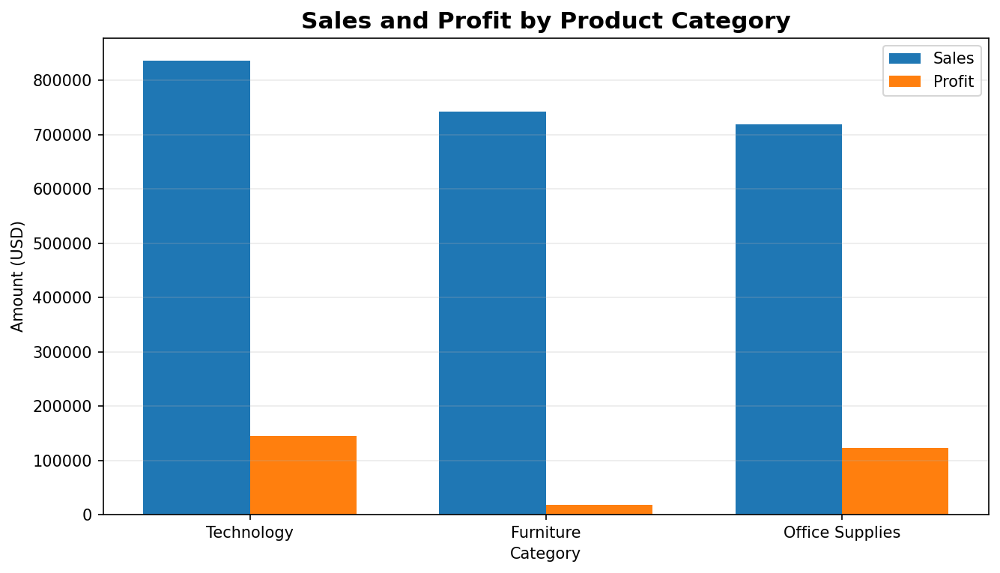 Sales and Profit by Product Category
Sales
Profit
Amount (USD)
800000
700000
600000
500000
400000
300000
200000
100000
0
Technology
Furniture
Office Supplies
Category